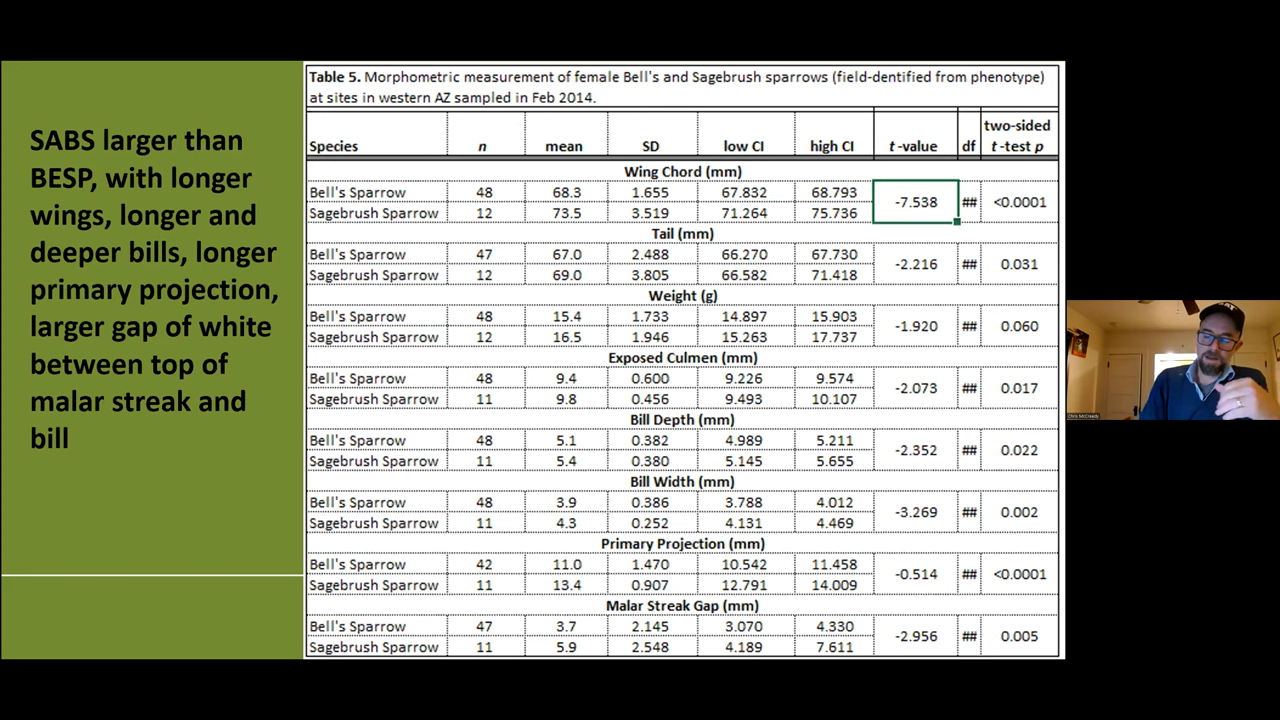 SABS larger than
BESP, with longer
wings, longer and
deeper bills, longer
primary projection,
larger gap of white
between top of
malar streak and
bill
Table 5. Morphometric measurement of female Bell's and Sagebrush sparrows (field-dentified from phenotype)
at sites in western AZ sampled in Feb 2014.
Species n mean SD low CI high CI t-value df two-sided t-test p
Wing Chord (mm)
Bell's Sparrow 48 68.3 1.655 67.832 68.793
-7.538 ## <0.0001
Sagebrush Sparrow 12 73.5 3.519 71.264 75.736
Tail (mm)
Bell's Sparrow 47 67.0 2.488 66.270 67.730
-2.216 ## 0.031
Sagebrush Sparrow 12 69.0 3.805 66.582 71.418
Weight (g)
Bell's Sparrow 48 15.4 1.733 14.897 15.903
-1.920 ## 0.060
Sagebrush Sparrow 12 16.5 1.946 15.263 17.737
Exposed Culmen (mm)
Bell's Sparrow 48 9.4 0.600 9.226 9.574
-2.073 ## 0.017
Sagebrush Sparrow 11 9.8 0.456 9.493 10.107
Bill Depth (mm)
Bell's Sparrow 48 5.1 0.382 4.989 5.211
-2.352 ## 0.022
Sagebrush Sparrow 11 5.4 0.380 5.145 5.655
Bill Width (mm)
Bell's Sparrow 48 3.9 0.386 3.788 4.012
-3.269 ## 0.002
Sagebrush Sparrow 11 4.3 0.252 4.131 4.469
Primary Projection (mm)
Bell's Sparrow 42 11.0 1.470 10.542 11.458
-0.514 ## <0.0001
Sagebrush Sparrow 11 13.4 0.907 12.791 14.009
Malar Streak Gap (mm)
Bell's Sparrow 47 3.7 2.145 3.070 4.330
-2.956 ## 0.005
Sagebrush Sparrow 11 5.9 2.548 4.189 7.611
Chris McCreedy